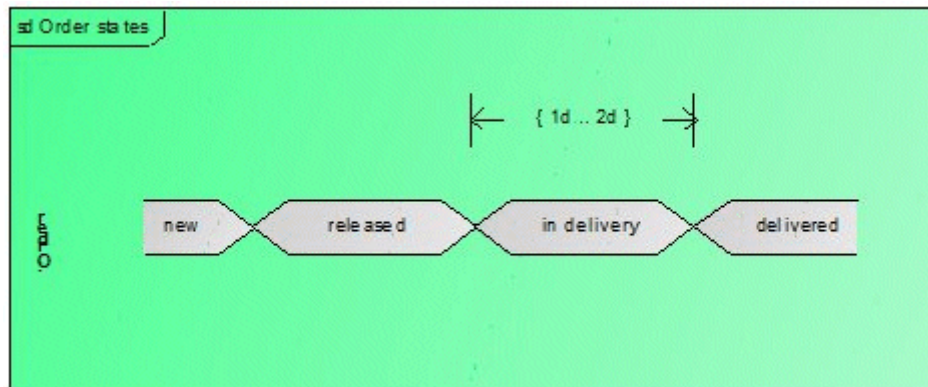 sd Order states
{ 1d ... 2d }
new released in delivery delivered